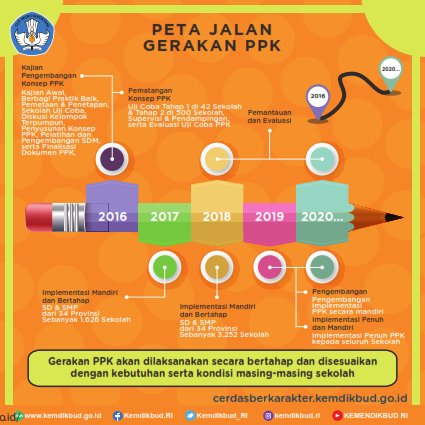 PETA JALAN
GERAKAN PPK
Kajian
Pengembangan
Konsep PPK
Kajian Awal,
Berbagi Praktik Baik,
Pemetaan & Penetapan,
Sekolah Uji Coba,
Diskusi Kelompok
Terpumpun,
Penyusunan Konsep
PPK, Pelatihan dan
Pengembangan SDM,
serta Finalisasi
Dokumen PPK,
Pematangan
Konsep PPK
Uji Coba Tahap 1 di 42 Sekolah
& Tahap 2 di 500 Sekolah,
Supervisi & Pendampingan,
serta Evaluasi Uji Coba PPK
Pemantauan
dan Evaluasi
2016
2020...
2016
2017
2018
2019
2020...
Implementasi Mandiri
dan Bertahap
SD & SMP
dari 34 Provinsi
Sebanyak 1.626 Sekolah
Implementasi Mandiri
dan Bertahap
SD & SMP
dari 34 Provinsi
Sebanyak 3.252 Sekolah
Pengembangan
Pengembangan
Implementasi
PPK secara mandiri
Implementasi Penuh
dan Mandiri
Implementasi Penuh PPK
kepada seluruh Sekolah
Gerakan PPK akan dilaksanakan secara bertahap dan disesuaikan
dengan kebutuhan serta kondisi masing-masing sekolah
cerdasberkarakter.kemdikbud.go.id
o.id
www.kemdikbud.go.id
Kemdikbud.RI
Kemdikbud_RI
kemdikbud.ri
KEMENDIKBUD RI